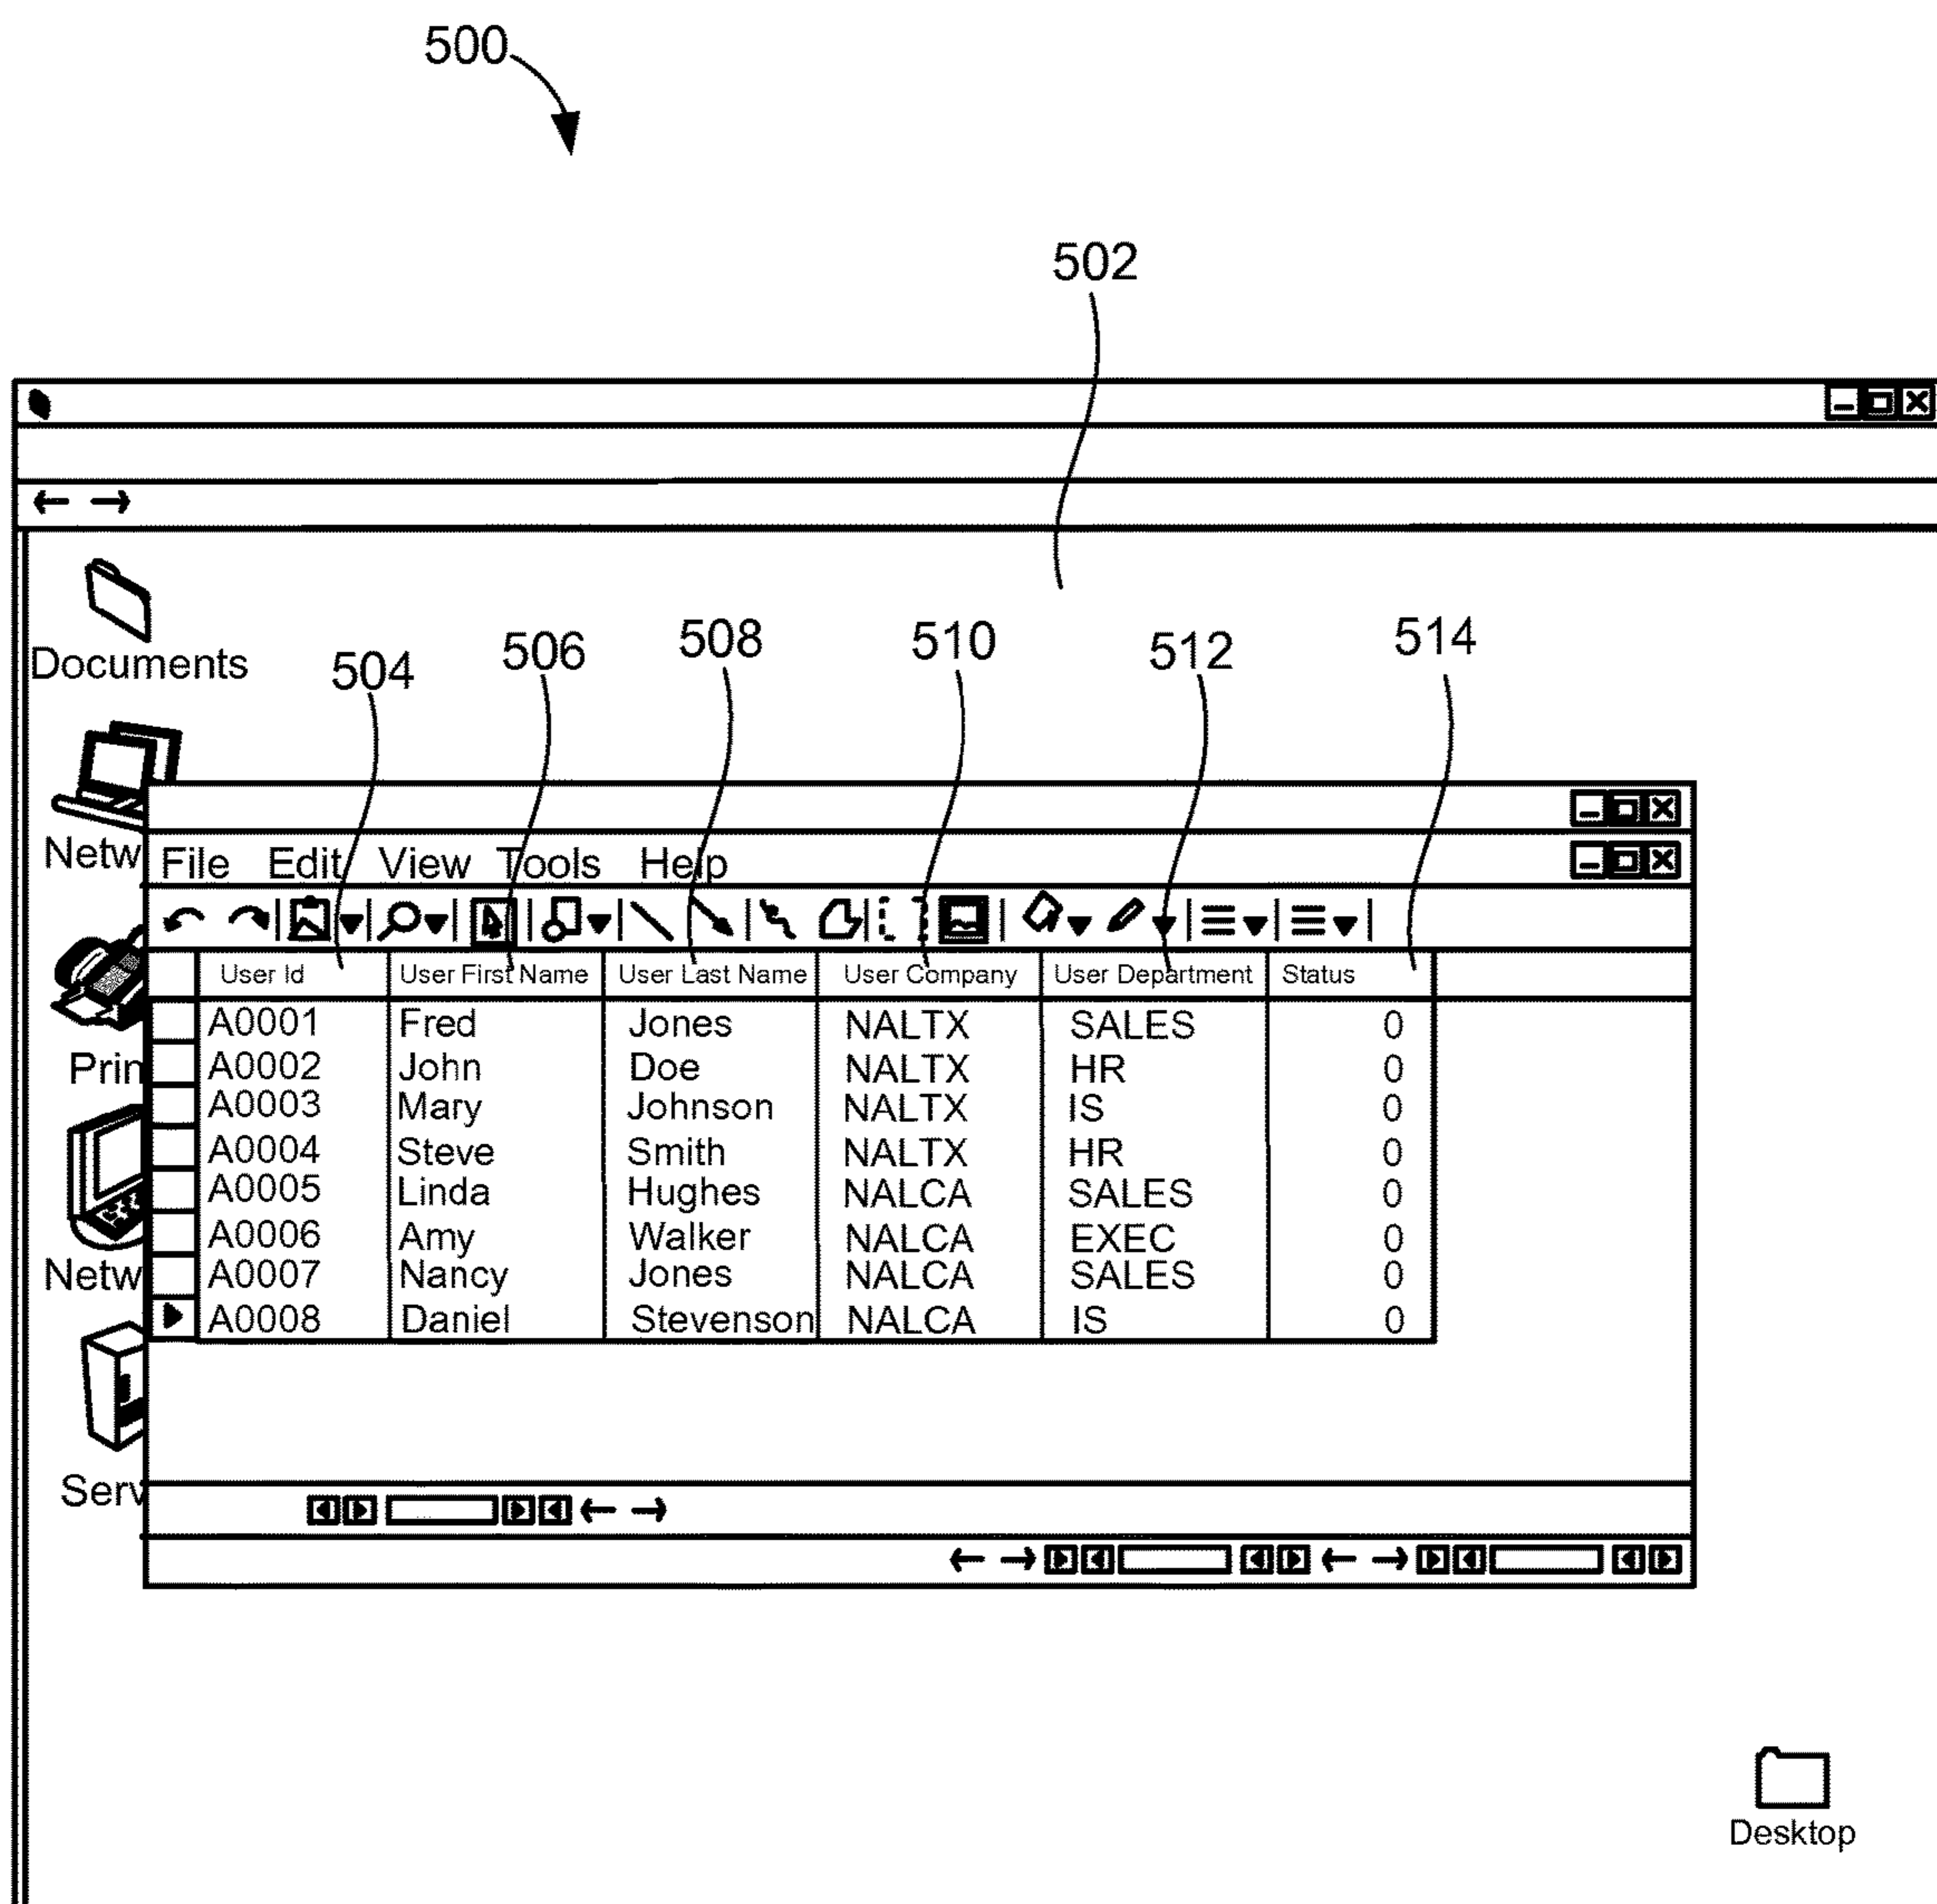 500
502
Documents
504 506 508 510 512 514
Netw
File Edit View Tools Help
User Id User First Name User Last Name User Company User Department Status
A0001 Fred Jones NALTX SALES 0
A0002 John Doe NALTX HR 0
Prin
A0003 Mary Johnson NALTX IS 0
A0004 Steve Smith NALTX HR 0
A0005 Linda Hughes NALCA SALES 0
A0006 Amy Walker NALCA EXEC 0
Netw
A0007 Nancy Jones NALCA SALES 0
A0008 Daniel Stevenson NALCA IS 0
Serv
Desktop